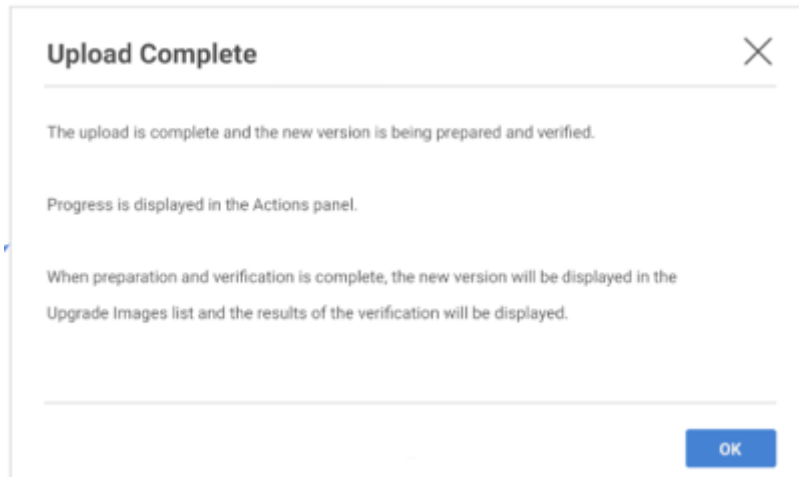 Upload Complete
The upload is complete and the new version is being prepared and verified.
Progress is displayed in the Actions panel.
When preparation and verification is complete, the new version will be displayed in the
Upgrade Images list and the results of the verification will be displayed.
OK